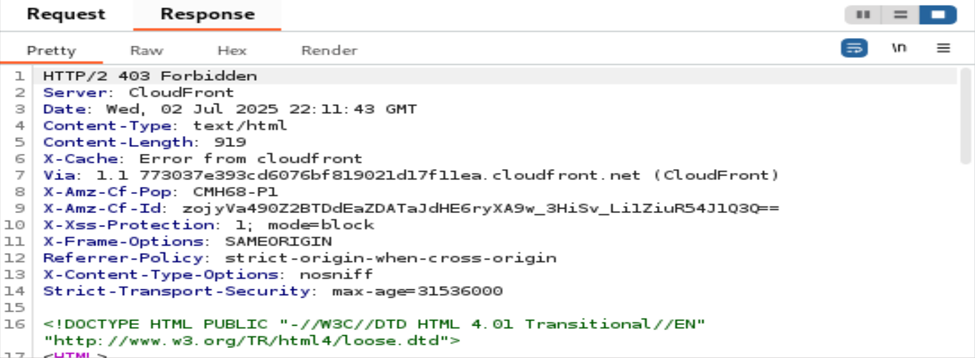 Request Response
Pretty Raw Hex Render \n
1 HTTP/2 403 Forbidden
2 Server: CloudFront
3 Date: Wed, 02 Jul 2025 22:11:43 GMT
4 Content-Type: text/html
5 Content-Length: 919
6 X-Cache: Error from cloudfront
7 Via: 1.1 773037e393cd6076bf819021d17f11ea.cloudfront.net (CloudFront)
8 X-Amz-Cf-Pop: CMH68-P1
9 X-Amz-Cf-Id: zojyVa490Z2BTDdEaZDATaJdHE6ryXA9w_3HiSv_Li1ZiuR54J1Q3Q==
10 X-Xss-Protection: 1; mode=block
11 X-Frame-Options: SAMEORIGIN
12 Referrer-Policy: strict-origin-when-cross-origin
13 X-Content-Type-Options: nosniff
14 Strict-Transport-Security: max-age=31536000
15
16 <!DOCTYPE HTML PUBLIC "-//W3C//DTD HTML 4.01 Transitional//EN"
"http://www.w3.org/TR/html4/loose.dtd">
17 <HTML>